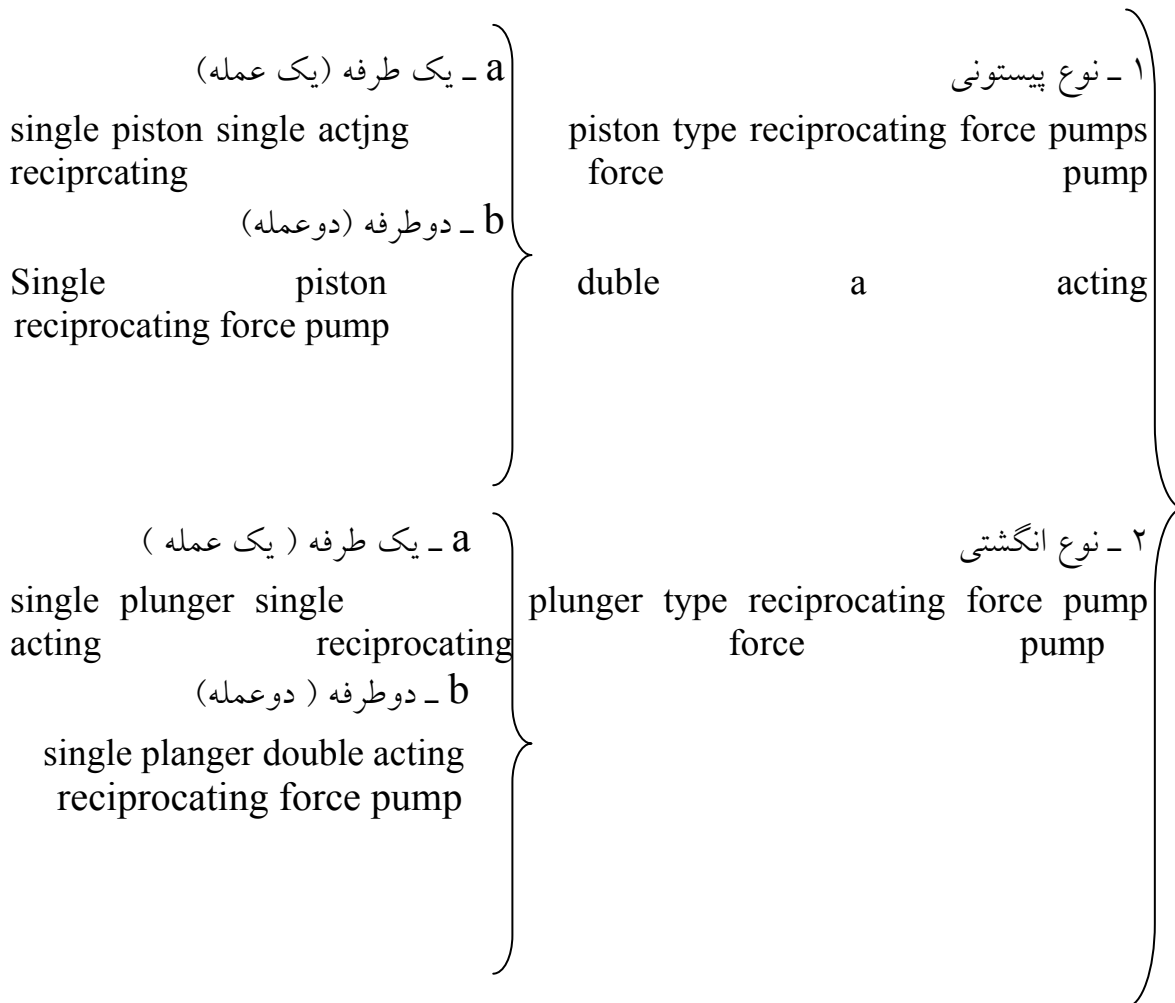 ۱ ـ نوع پیستونی
piston type reciprocating force pumps
force pump
a ـ یک طرفه (یک عمله)
single piston single actjng
reciprcating
b ـ دوطرفه (دوعمله)
Single piston duble a acting
reciprocating force pump
۲ ـ نوع انگشتی
plunger type reciprocating force pump
force pump
a ـ یک طرفه ( یک عمله )
single plunger single
acting reciprocating
b ـ دوطرفه ( دوعمله)
single planger double acting
reciprocating force pump